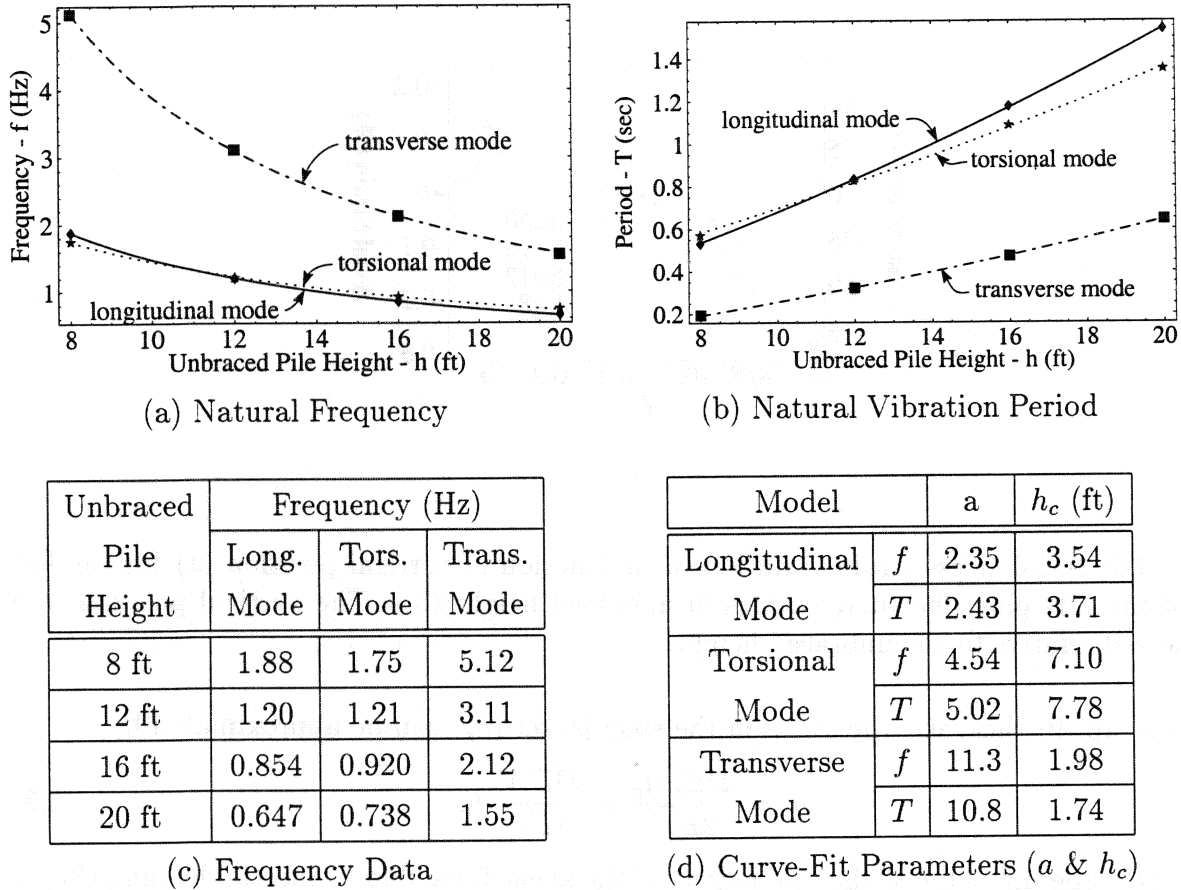 5
4
3
2
1
Frequency - f (Hz)
transverse mode
torsional mode
longitudinal mode
8 10 12 14 16 18 20
Unbraced Pile Height - h (ft)
(a) Natural Frequency
1.4
1.2
1
0.8
0.6
0.4
0.2
Period - T (sec)
longitudinal mode
torsional mode
transverse mode
8 10 12 14 16 18 20
Unbraced Pile Height - h (ft)
(b) Natural Vibration Period
Unbraced Frequency (Hz)
Pile Long. Tors. Trans.
Height Mode Mode Mode
8 ft 1.88 1.75 5.12
12 ft 1.20 1.21 3.11
16 ft 0.854 0.920 2.12
20 ft 0.647 0.738 1.55
(c) Frequency Data
Model a h_c (ft)
Longitudinal f 2.35 3.54
Mode T 2.43 3.71
Torsional f 4.54 7.10
Mode T 5.02 7.78
Transverse f 11.3 1.98
Mode T 10.8 1.74
(d) Curve-Fit Parameters (a & h_c)